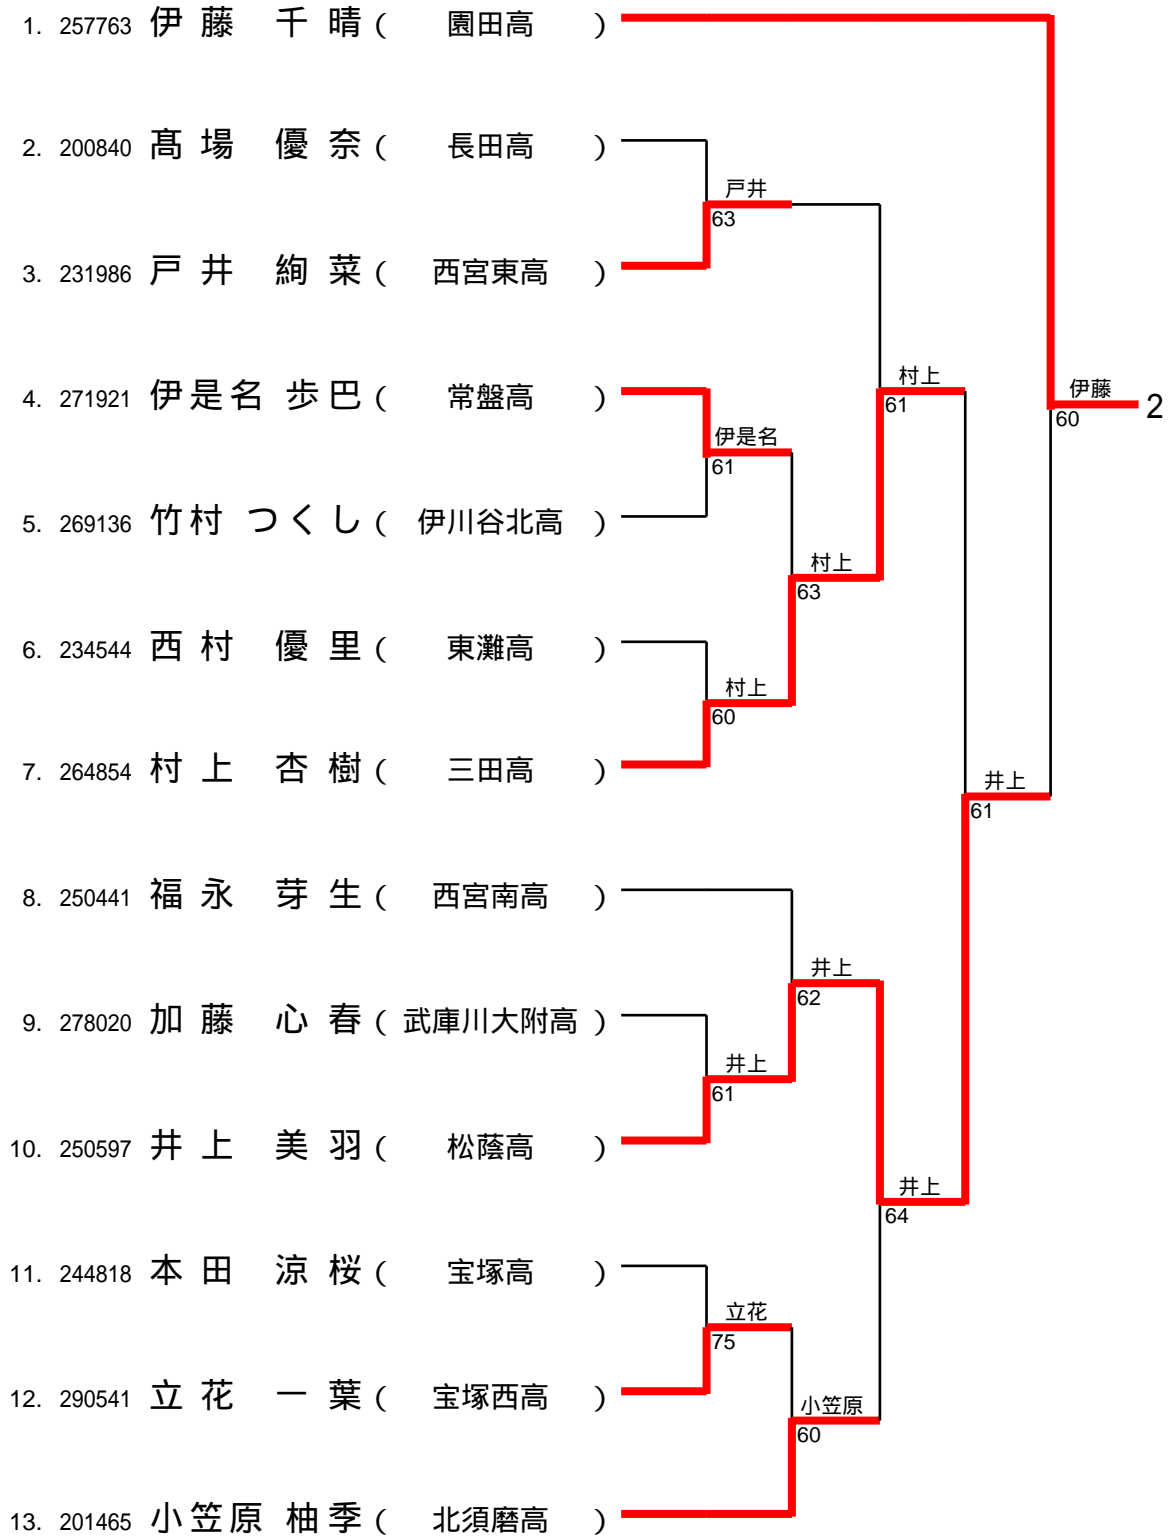 1. 257763 伊藤 千晴 ( 園田高 )
2. 200840 髙場 優奈 ( 長田高 )
戸井
63
3. 231986 戸井 絢菜 ( 西宮東高 )
4. 271921 伊是名 歩巴 ( 常盤高 )
村上
61
伊藤
60
2
伊是名
61
5. 269136 竹村 つくし ( 伊川谷北高 )
村上
63
6. 234544 西村 優里 ( 東灘高 )
村上
60
7. 264854 村上 杏樹 ( 三田高 )
井上
61
8. 250441 福永 芽生 ( 西宮南高 )
井上
62
9. 278020 加藤 心春 ( 武庫川大附高 )
井上
61
10. 250597 井上 美羽 ( 松蔭高 )
井上
64
11. 244818 本田 涼桜 ( 宝塚高 )
立花
75
12. 290541 立花 一葉 ( 宝塚西高 )
小笠原
60
13. 201465 小笠原 柚季 ( 北須磨高 )